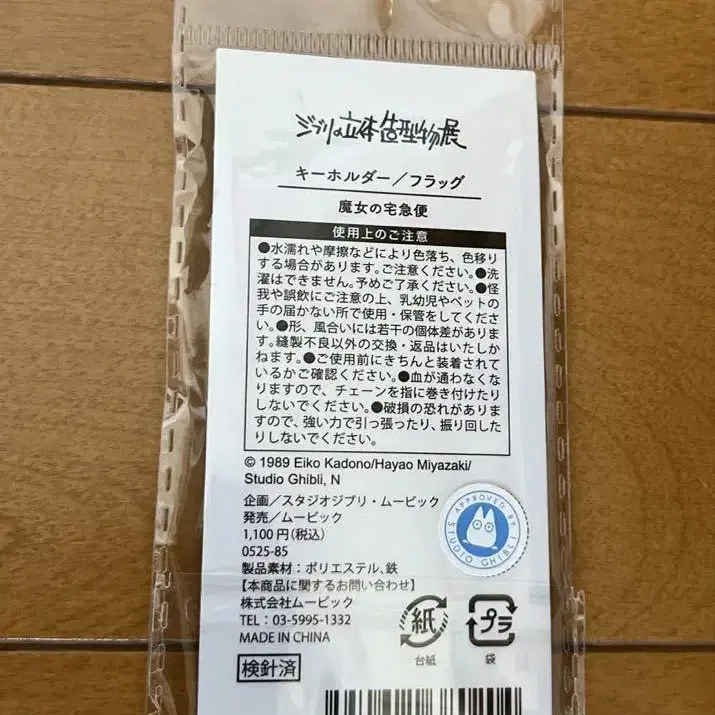 ジブリの立体造型物展
キーホルダー／フラッグ
魔女の宅急便
使用上のご注意
●水濡れや摩擦などにより色落ち、色移り
する場合があります。ご注意ください。●洗
濯はできません。予めご了承ください。●怪
我や誤飲にご注意の上、乳幼児やペットの
手の届かない所で使用・保管をしてくださ
い。●形、風合いには若干の個体差がありま
す。縫製不良以外の交換・返品はいたしか
ねます。●ご使用前にきちんと装着されて
いるかご確認ください。●血が通わなくな
りますので、チェーンを指に巻き付けたり
しないでください。●破損の恐れがありま
すので、強い力で引っ張ったり、振り回した
りしないでください。
© 1989 Eiko Kadono/Hayao Miyazaki/
Studio Ghibli, N
企画／スタジオジブリ・ムービック
発売／ムービック
1,100円(税込)
0525-85
製品素材：ポリエステル、鉄
【本商品に関するお問い合わせ】
株式会社ムービック
TEL：03-5995-1332
MADE IN CHINA
検針済
APPROVED BY
STUDIO GHIBLI
紙
台紙
プラ
袋